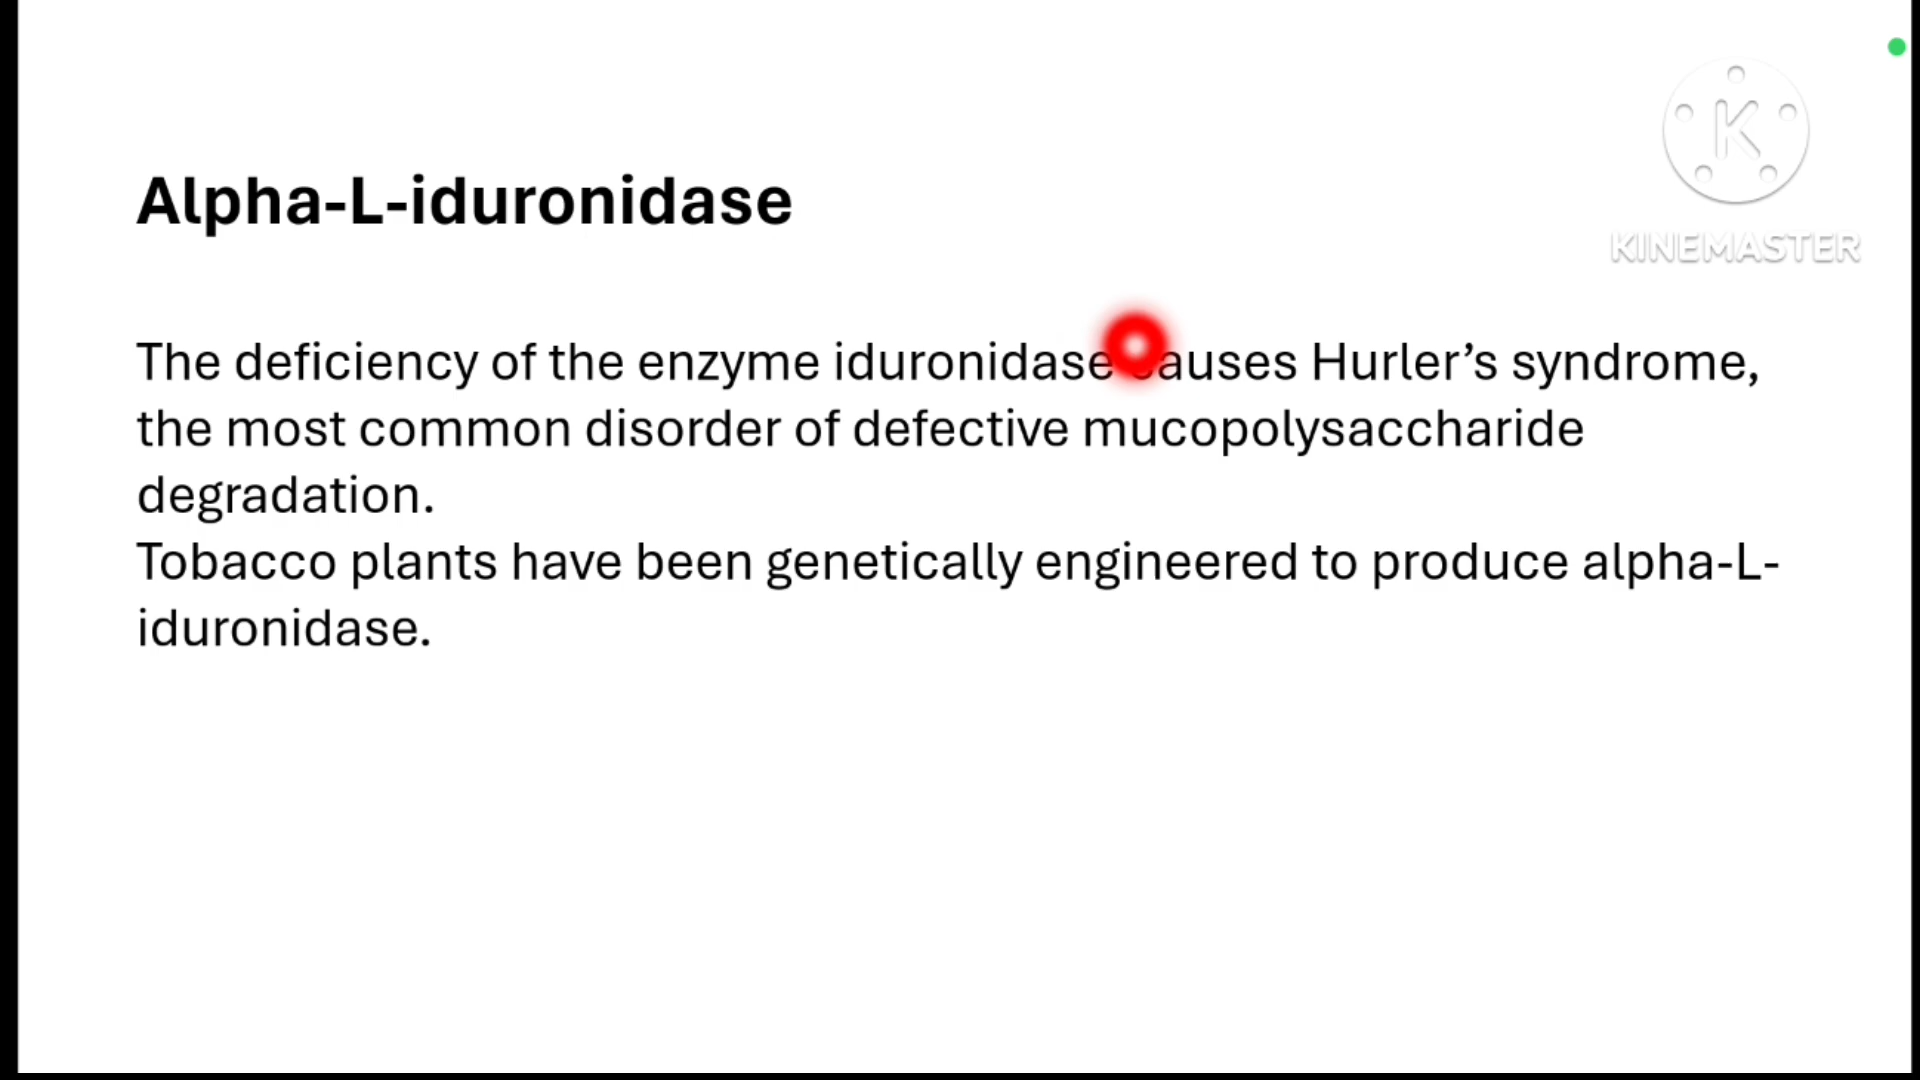 Alpha-L-iduronidase
K
KINEMASTER
The deficiency of the enzyme iduronidase causes Hurler’s syndrome,
the most common disorder of defective mucopolysaccharide
degradation.
Tobacco plants have been genetically engineered to produce alpha-L-
iduronidase.